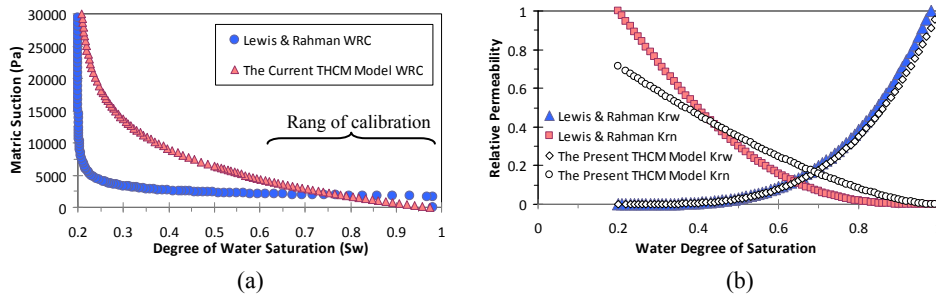 30000
25000
20000
15000
10000
5000
0
Matric Suction (Pa)
Lewis & Rahman WRC
The Current THCM Model WRC
Rang of calibration
0.2 0.3 0.4 0.5 0.6 0.7 0.8 0.9 1
Degree of Water Saturation (Sw)
(a)
1
0.8
0.6
0.4
0.2
0
Relative Permeability
Lewis & Rahman Krw
Lewis & Rahman Krn
The Present THCM Model Krw
The Present THCM Model Krn
0 0.2 0.4 0.6 0.8
Water Degree of Saturation
(b)